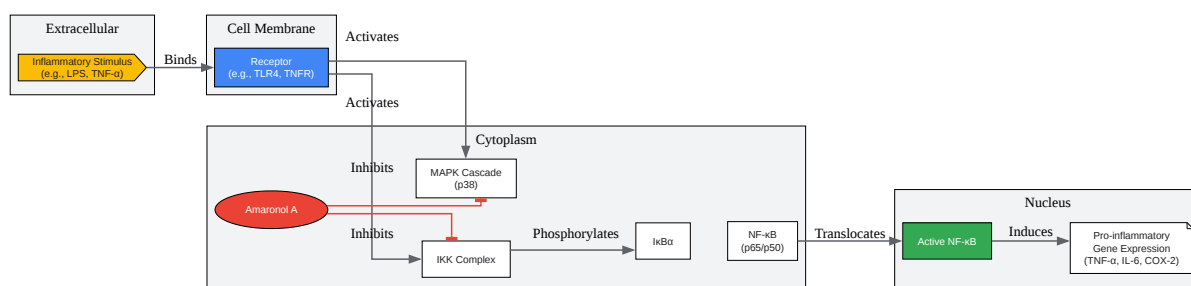 Extracellular
Inflammatory Stimulus
(e.g., LPS, TNF-α)
Binds
Cell Membrane
Receptor
(e.g., TLR4, TNFR)
Activates
Activates
Cytoplasm
Inhibits
MAPK Cascade
(p38)
Amaronol A
Inhibits
IKK Complex
Phosphorylates
IκBα
NF-κB
(p65/p50)
Translocates
Nucleus
Active NF-κB
Induces
Pro-inflammatory
Gene Expression
(TNF-α, IL-6, COX-2)